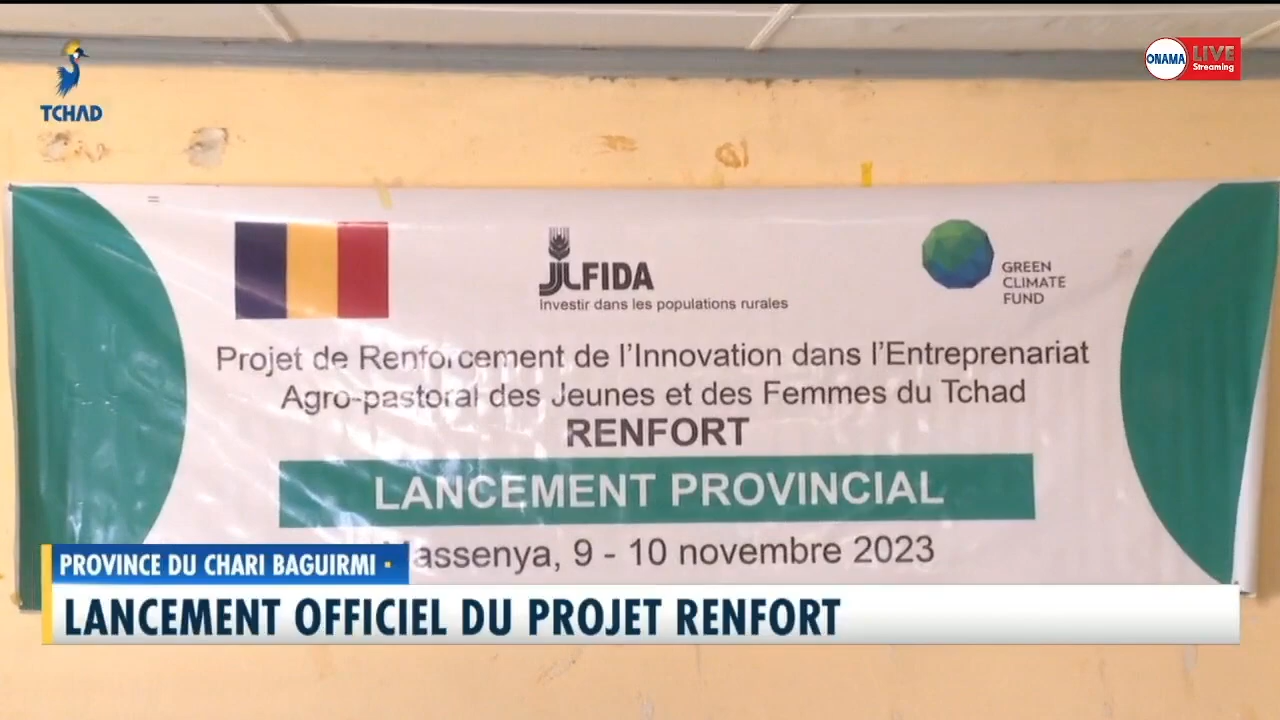 TCHAD
ONAMA LIVE
Streaming
FIDA
Investir dans les populations rurales
GREEN
CLIMATE
FUND
Projet de Renforcement de l'Innovation dans l'Entreprenariat
Agro-pastoral des Jeunes et des Femmes du Tchad
RENFORT
LANCEMENT PROVINCIAL
assenya, 9 - 10 novembre 2023
PROVINCE DU CHARI BAGUIRMI
LANCEMENT OFFICIEL DU PROJET RENFORT